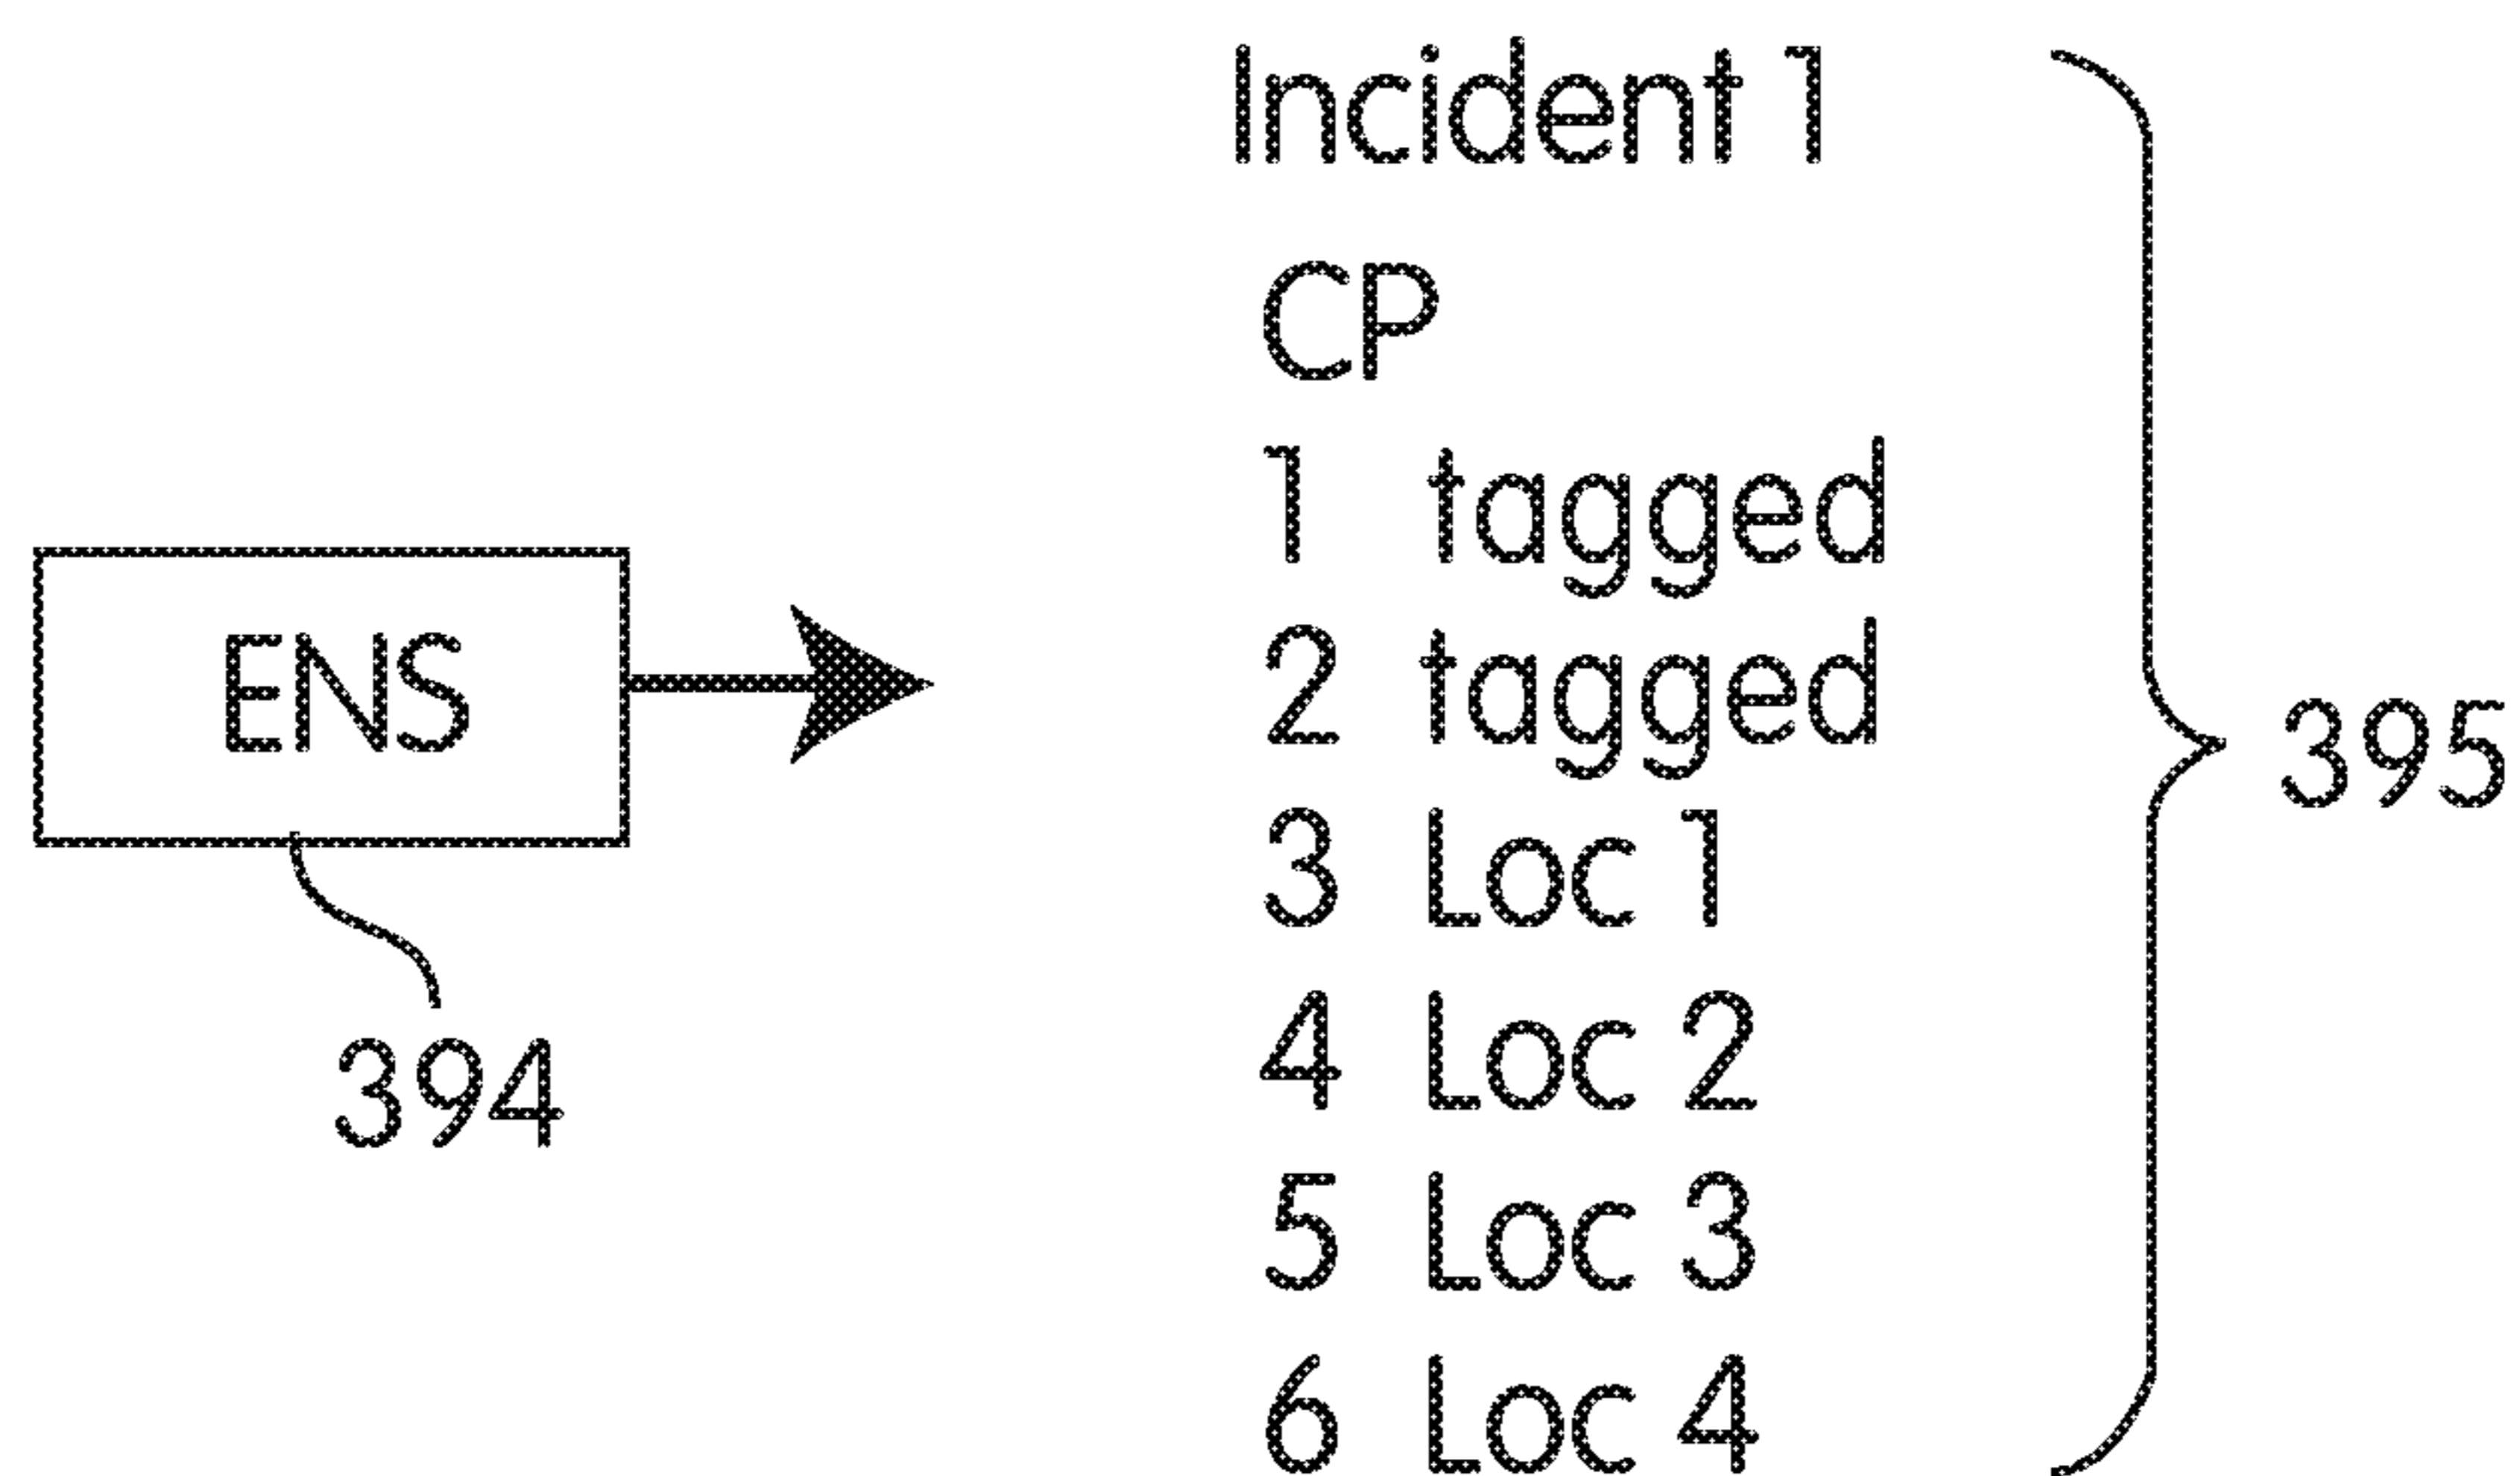 Incident 1
CP
1 tagged
2 tagged
3 Loc 1
4 Loc 2
5 Loc 3
6 Loc 4
ENS
394
395